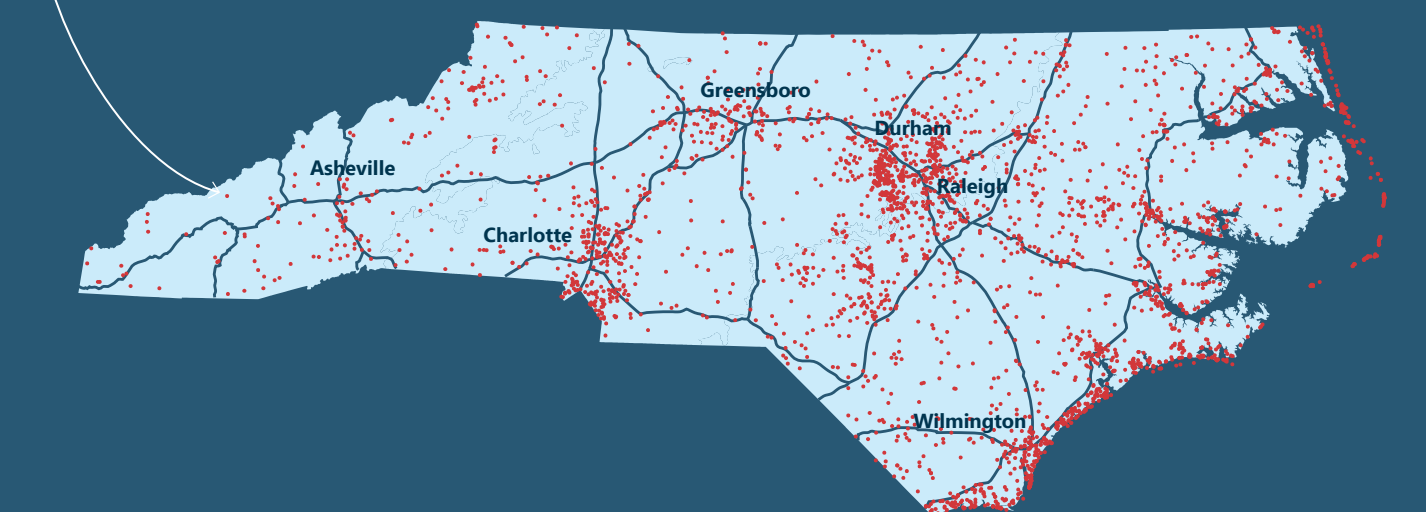 Greensboro
Durham
Asheville
Raleigh
Charlotte
Wilmington